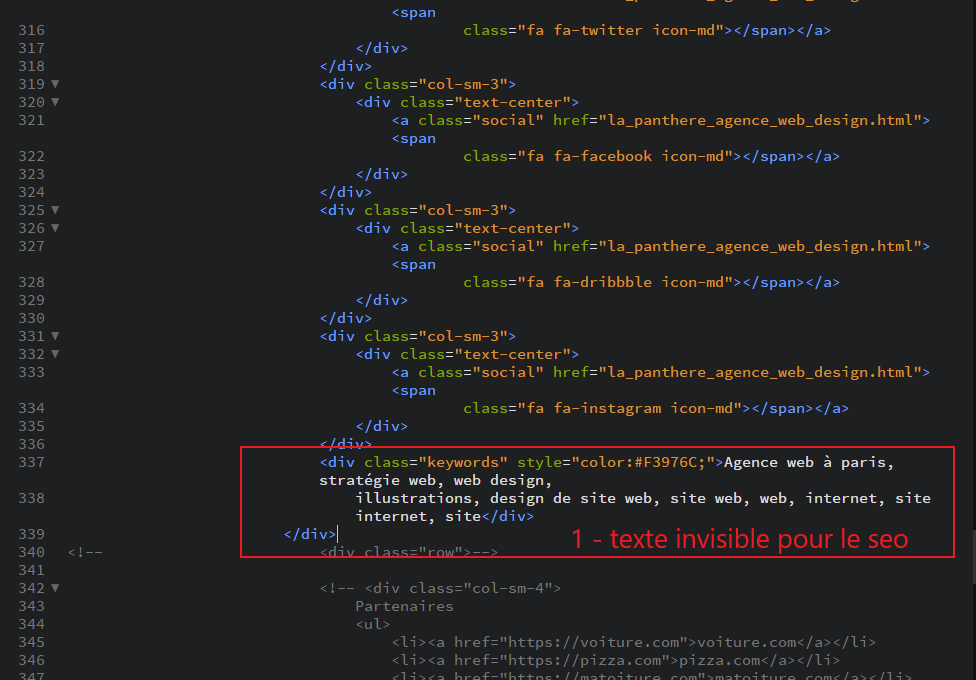 <span
316 class="fa fa-twitter icon-md"></span></a>
317 </div>
318 </div>
319 <div class="col-sm-3">
320 <div class="text-center">
321 <a class="social" href="la_panthere_agence_web_design.html">
<span
322 class="fa fa-facebook icon-md"></span></a>
323 </div>
324 </div>
325 <div class="col-sm-3">
326 <div class="text-center">
327 <a class="social" href="la_panthere_agence_web_design.html">
<span
328 class="fa fa-dribbble icon-md"></span></a>
329 </div>
330 </div>
331 <div class="col-sm-3">
332 <div class="text-center">
333 <a class="social" href="la_panthere_agence_web_design.html">
<span
334 class="fa fa-instagram icon-md"></span></a>
335 </div>
336 </div>
337 <div class="keywords" style="color:#F3976C;">Agence web à paris,
stratégie web, web design,
338 illustrations, design de site web, site web, web, internet, site
internet, site</div>
339 </div>
1 - texte invisible pour le seo
340 <!-- <div class="row">-->
341
342 <!-- <div class="col-sm-4">
343 Partenaires
344 <ul>
345 <li><a href="https://voiture.com">voiture.com</a></li>
346 <li><a href="https://pizza.com">pizza.com</a></li>
347 <li><a href="https://matoiture.com">matoiture.com</a></li>